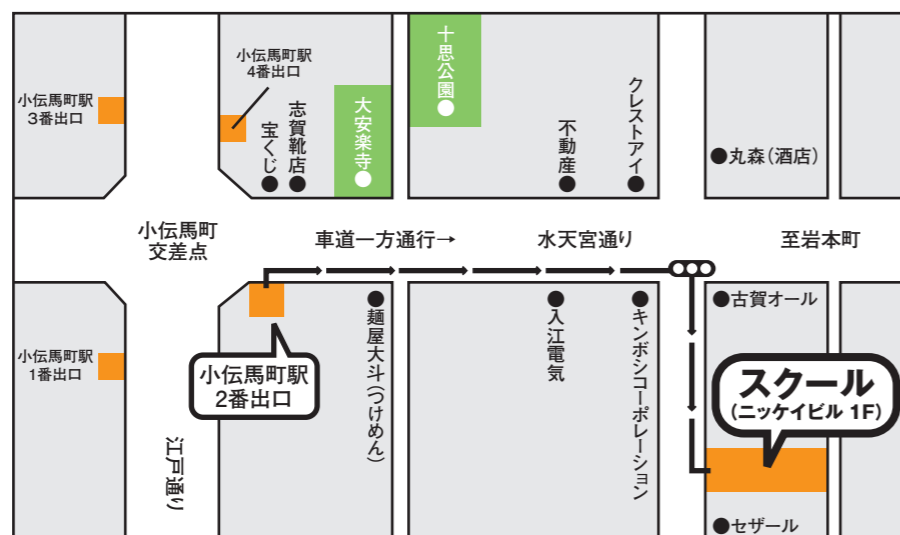 小伝馬町駅
3番出口
小伝馬町駅
4番出口
宝くじ
志賀靴店
大安楽寺
十思公園
不動産
クレストアイ
丸森（酒店）
小伝馬町
交差点
車道一方通行→
水天宮通り
至岩本町
小伝馬町駅
1番出口
小伝馬町駅
2番出口
麺屋大斗（つけめん）
入江電気
キンボシコーポレーション
古賀オール
スクール
（ニッケイビル 1F）
江戸通り
セザール